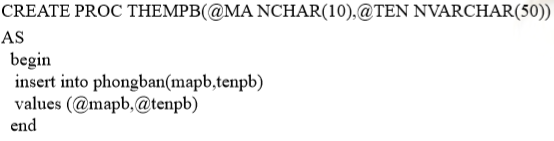 CREATE PROC THEMPB(@MA NCHAR(10),@TEN NVARCHAR(50))
AS
begin
insert into phongban(mapb,tenpb)
values (@mapb,@tenpb)
end